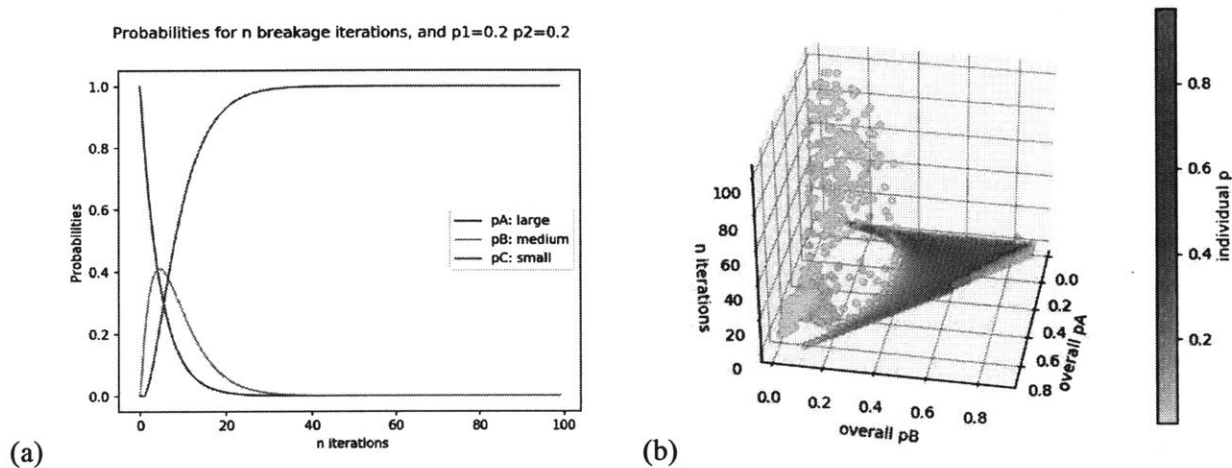 Probabilities for n breakage iterations, and p1=0.2 p2=0.2
1.0
0.8
0.6
0.4
0.2
0.0
Probabilities
pA: large
pB: medium
pC: small
0
20
40
60
80
100
n iterations
(a)
100
80
60
40
20
0
n iterations
0.0
0.2
0.4
0.6
0.8
overall pB
0.0
0.2
0.4
0.6
0.8
overall pA
0.8
0.6
0.4
0.2
individual p
(b)